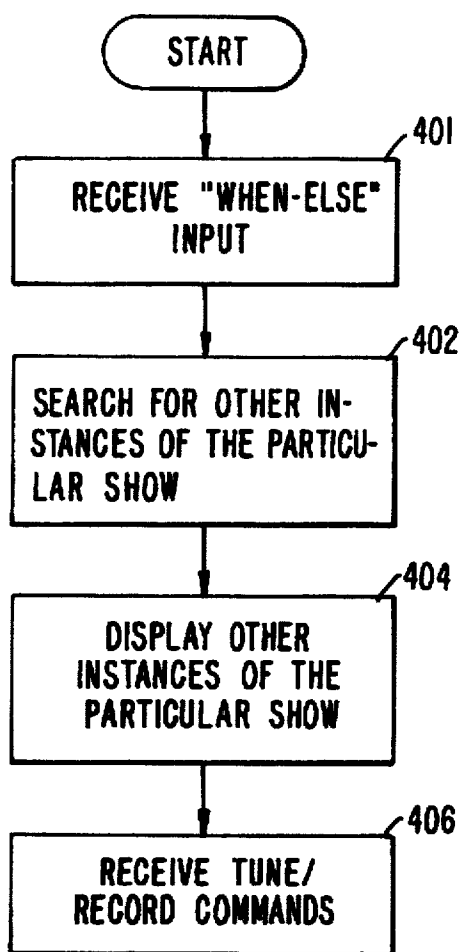 START
401
RECEIVE "WHEN-ELSE"
INPUT
402
SEARCH FOR OTHER IN-
STANCES OF THE PARTICU-
LAR SHOW
404
DISPLAY OTHER
INSTANCES OF THE
PARTICULAR SHOW
406
RECEIVE TUNE/
RECORD COMMANDS